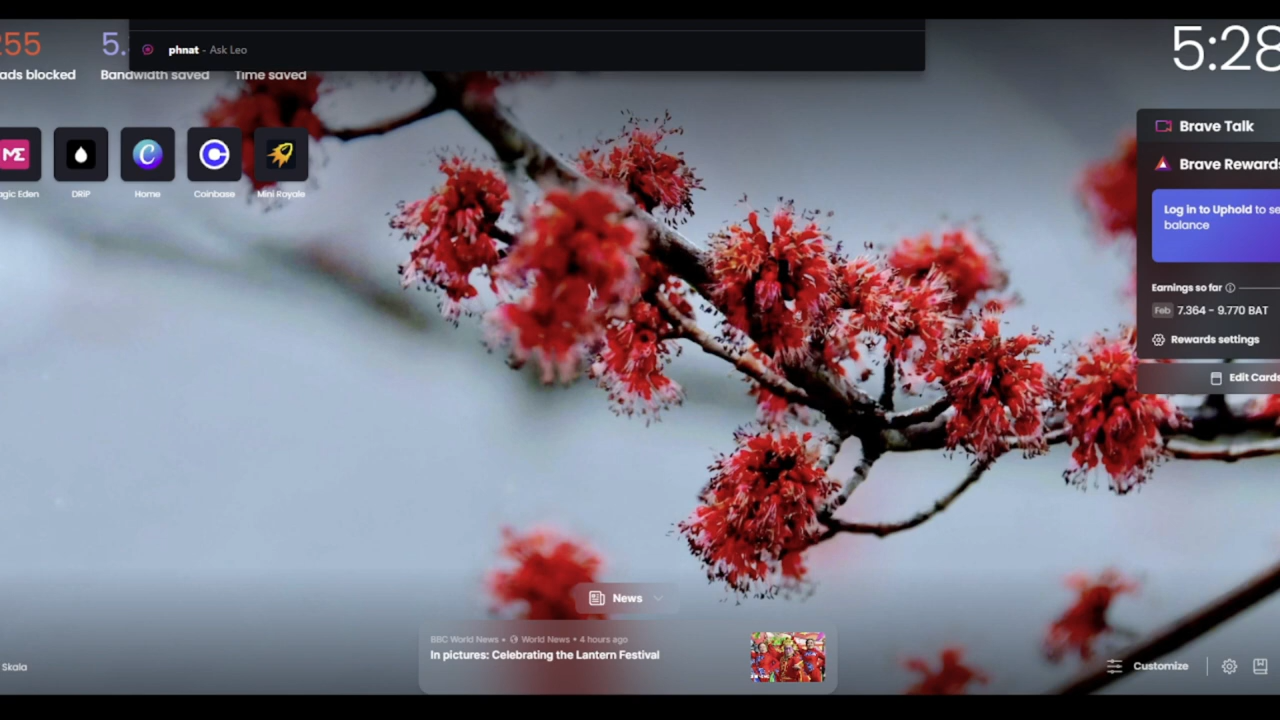 phnat - Ask Leo
255
5.
5:28
ads blocked
Bandwidth saved
Time saved
agic Eden
DRiP
Home
Coinbase
Mini Royale
Brave Talk
Brave Rewards
Log in to Uphold to se
balance
Earnings so far
Feb 7.364 - 9.770 BAT
Rewards settings
Edit Cards
News
BBC World News • World News • 4 hours ago
In pictures: Celebrating the Lantern Festival
Skala
Customize